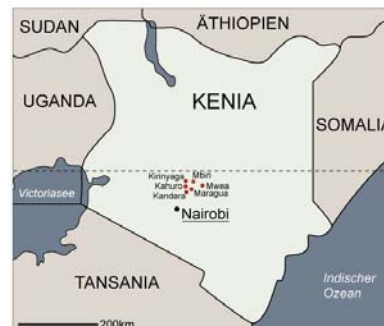 SUDAN
ÄTHIOPIEN
UGANDA
KENIA
SOMALIA
Kirinyaga
Mbiri
Kahuro
Mwea
Maragua
Kandara
Victoriasee
Nairobi
TANSANIA
Indischer
Ozean
200km